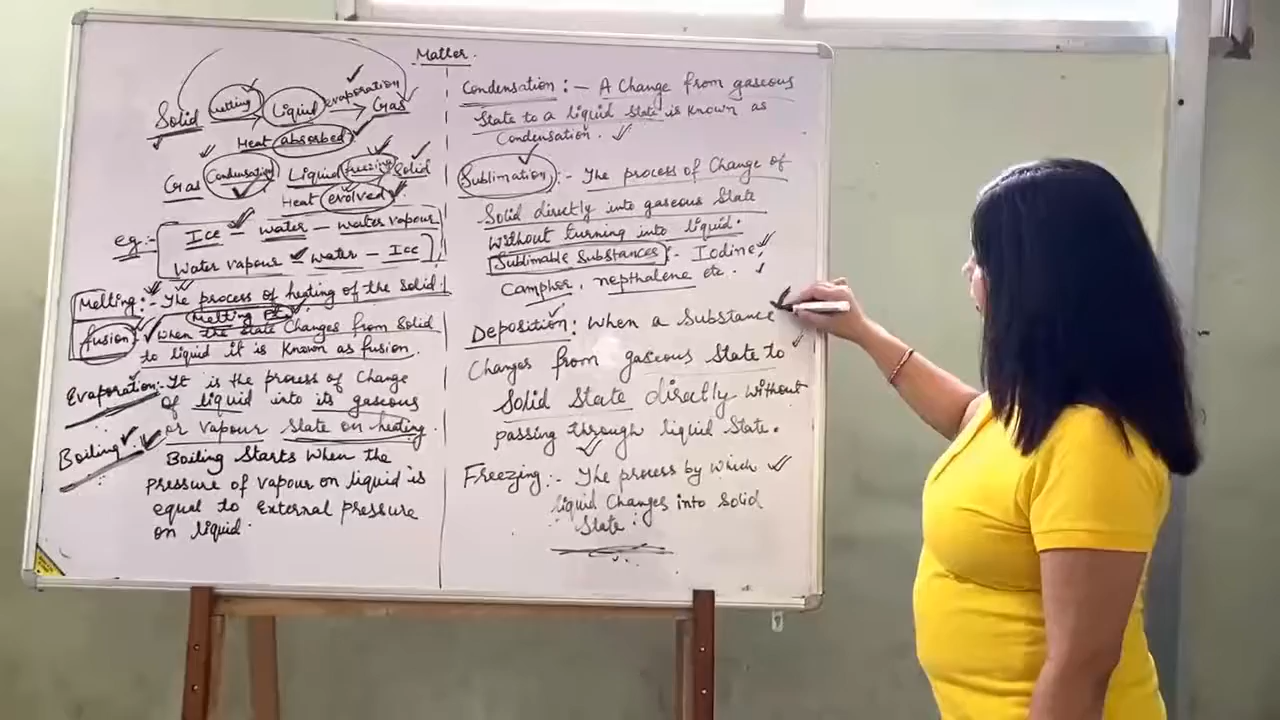 Matter.
Solid melting Liquid evaporation Gas
Heat absorbed
Gas Condensation Liquid freezing Solid
Heat evolved
eg:- Ice - water - water vapour
water vapour - water - Ice
Melting:- The process of heating of the solid.
Melting Pt.
fusion when the state Changes from Solid
to liquid it is known as fusion.
Evaporation:- It is the process of Change
of liquid into its gaseous
or vapour State on heating.
Boiling:-
Boiling Starts when the
pressure of vapour on liquid is
equal to external pressure
on liquid.
Condensation:- A Change from gaseous
State to a liquid State is known as
Condensation.
Sublimation:- The process of Change of
Solid directly into gaseous State
without turning into liquid.
Sublimable Substances:- Iodine,
Camphor, nepthalene etc.
Deposition: When a Substance
Changes from gaseous State to
Solid State directly without
passing through liquid State.
Freezing:- The process by which
liquid Changes into solid
State.